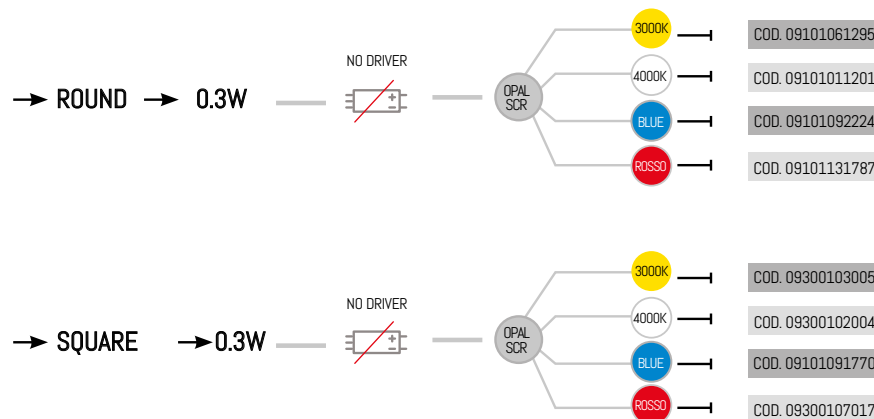 3000K
COD. 09101061295
NO DRIVER
4000K
COD. 09101011201
ROUND
0.3W
OPAL
SCR
BLUE
COD. 09101092224
ROSSO
COD. 09101131787
3000K
COD. 09300103005
NO DRIVER
4000K
COD. 09300102004
SQUARE
0.3W
OPAL
SCR
BLUE
COD. 09101091770
ROSSO
COD. 09300107017